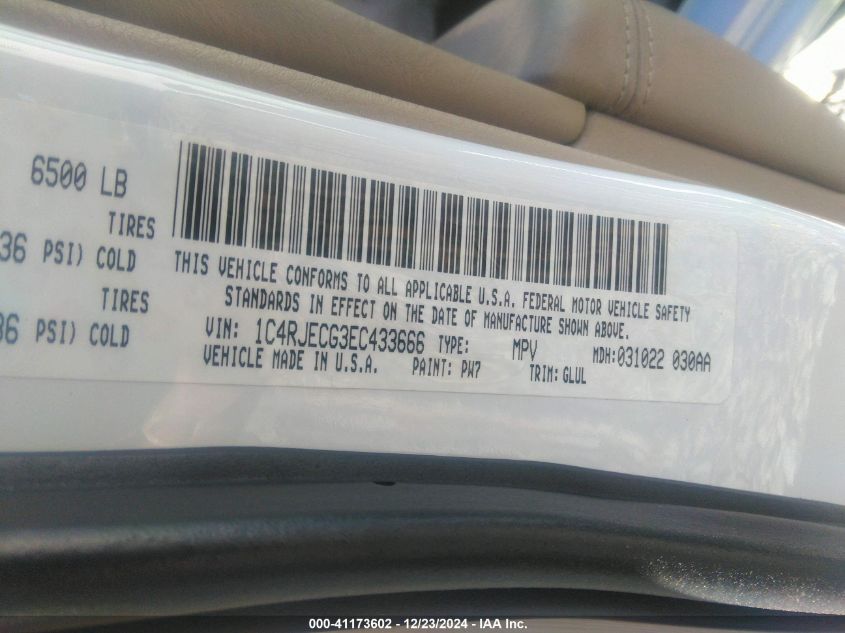 6500 LB
TIRES
36 PSI) COLD
TIRES
36 PSI) COLD
THIS VEHICLE CONFORMS TO ALL APPLICABLE U.S.A. FEDERAL MOTOR VEHICLE SAFETY
STANDARDS IN EFFECT ON THE DATE OF MANUFACTURE SHOWN ABOVE.
VIN: 1C4RJECG3EC433666 TYPE: MPV MDH:031022 030AA
VEHICLE MADE IN U.S.A. PAINT: PW7 TRIM: GLUL
000-41173602 - 12/23/2024 - IAA Inc.